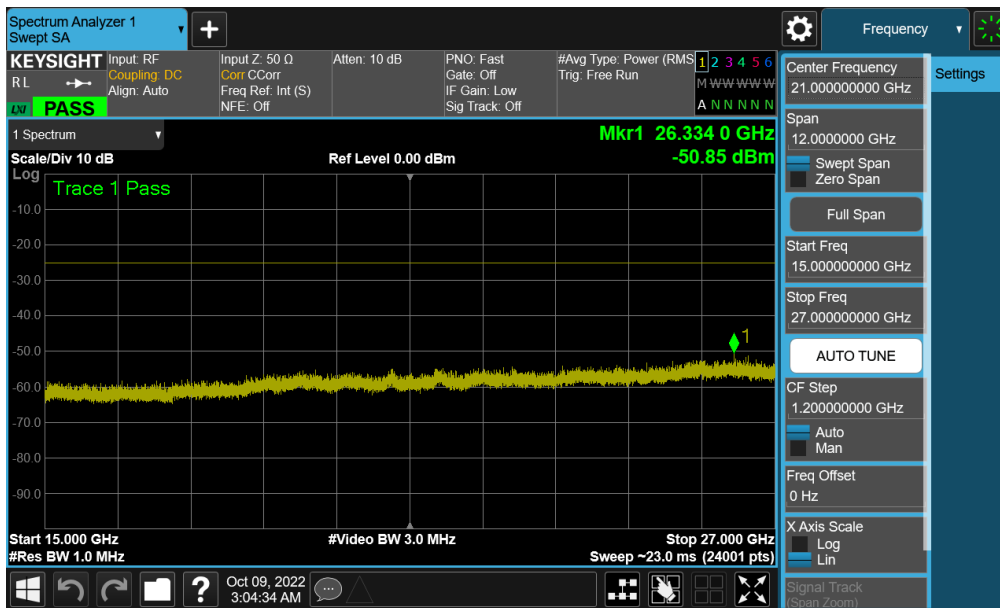 Spectrum Analyzer 1
Swept SA
Frequency
KEYSIGHT
RL
LXI
PASS
Input: RF
Coupling: DC
Align: Auto
Input Z: 50 Ω
Corr CCorr
Freq Ref: Int (S)
NFE: Off
Atten: 10 dB
PNO: Fast
Gate: Off
IF Gain: Low
Sig Track: Off
#Avg Type: Power (RMS
Trig: Free Run
1 2 3 4 5 6
M W W W W W
A N N N N N
1 Spectrum
Mkr1 26.334 0 GHz
Scale/Div 10 dB
Ref Level 0.00 dBm
-50.85 dBm
Log
Trace 1 Pass
-10.0
-20.0
-30.0
-40.0
1
-50.0
-60.0
-70.0
-80.0
-90.0
Start 15.000 GHz
#Video BW 3.0 MHz
Stop 27.000 GHz
#Res BW 1.0 MHz
Sweep ~23.0 ms (24001 pts)
?
Oct 09, 2022
3:04:34 AM
Center Frequency
21.000000000 GHz
Settings
Span
12.0000000 GHz
Swept Span
Zero Span
Full Span
Start Freq
15.000000000 GHz
Stop Freq
27.000000000 GHz
AUTO TUNE
CF Step
1.200000000 GHz
Auto
Man
Freq Offset
0 Hz
X Axis Scale
Log
Lin
Signal Track
(Span Zoom)